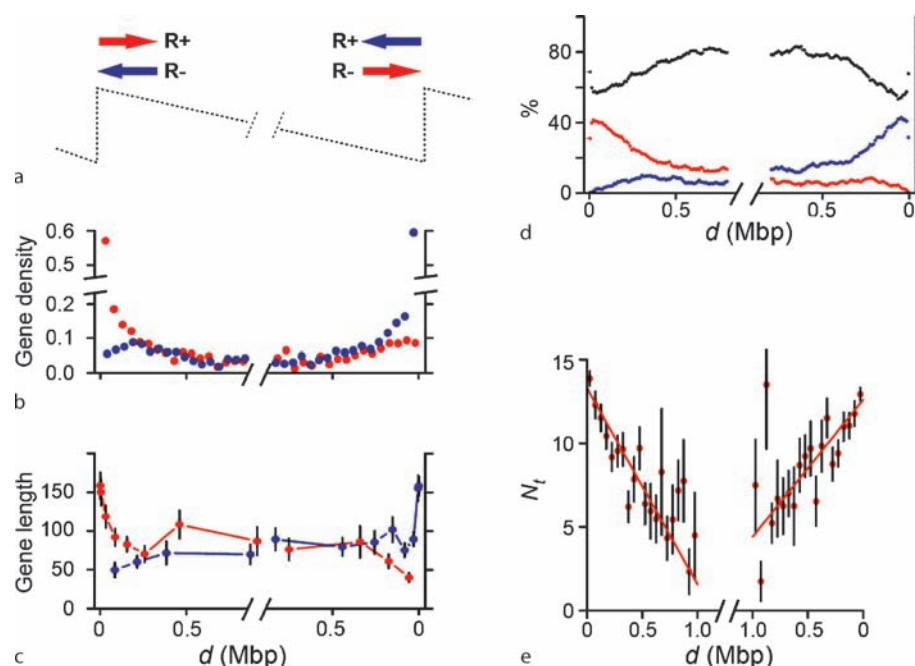 R+ R+
R- R-
a
0.6
0.5
0.2
0.1
0.0
Gene density
b
150
100
50
0
Gene length
0 0.5 0.5 0
d (Mbp)
c
80
40
0
%
0 0.5 0.5 0
d (Mbp)
d
15
10
5
0
Nt
0 0.5 1.0 1.0 0.5 0
d (Mbp)
e